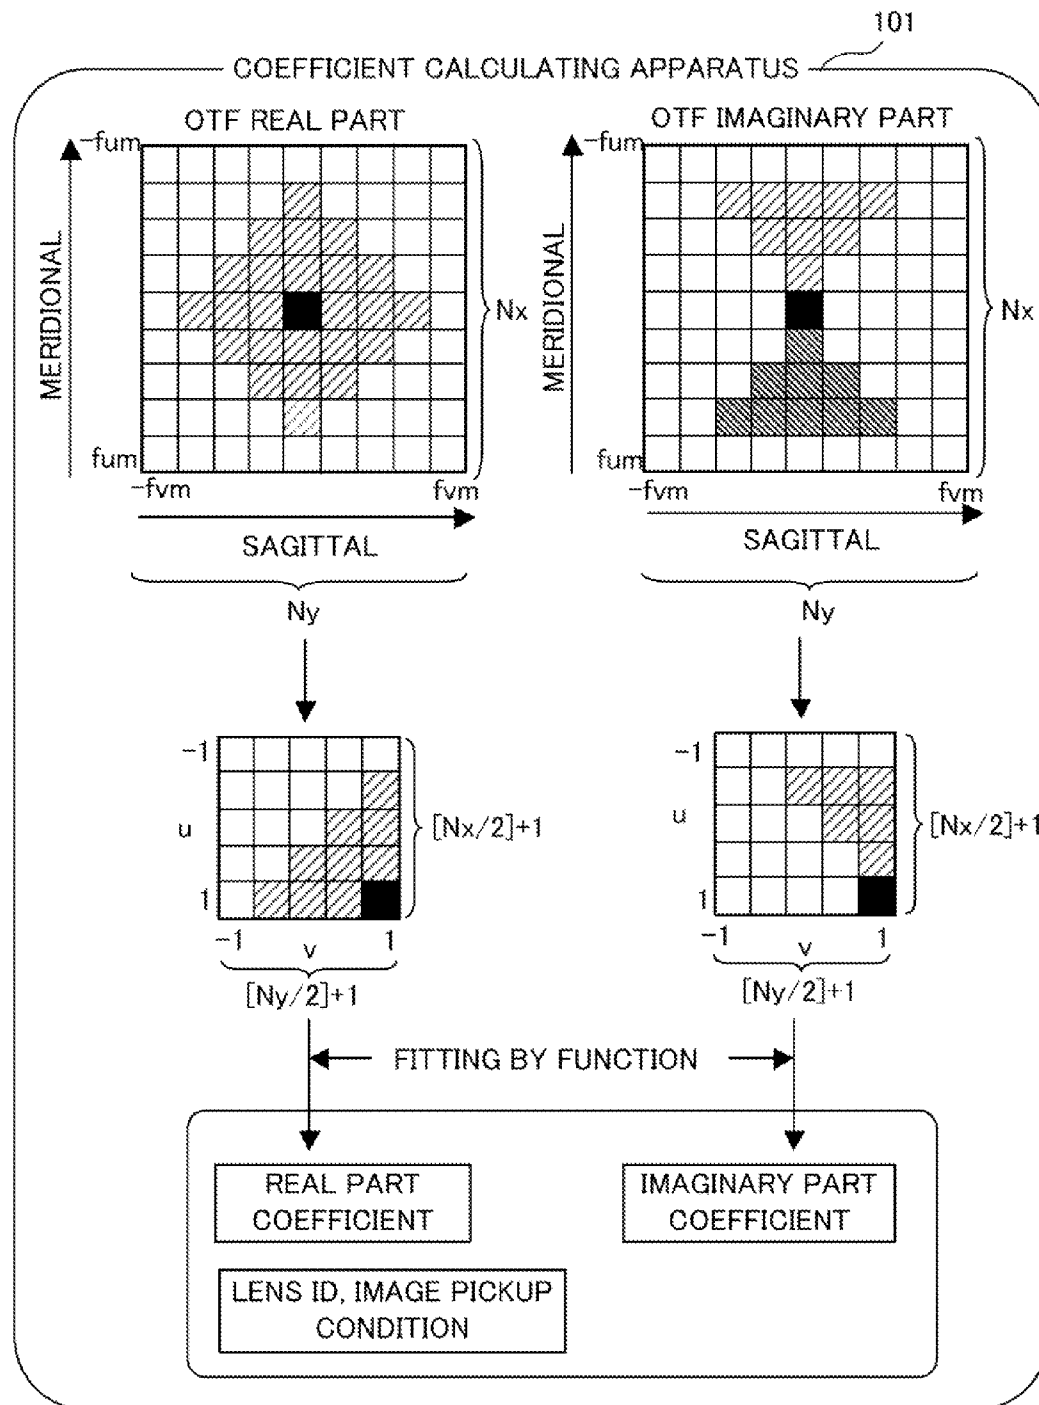 101
COEFFICIENT CALCULATING APPARATUS
OTF REAL PART
OTF IMAGINARY PART
-fum
-fum
MERIDIONAL
Nx
MERIDIONAL
Nx
fum
fum
-fvm
fvm
-fvm
fvm
SAGITTAL
SAGITTAL
Ny
Ny
-1
-1
u
[Nx/2]+1
u
[Nx/2]+1
1
1
-1
v
1
-1
v
1
[Ny/2]+1
[Ny/2]+1
FITTING BY FUNCTION
REAL PART
COEFFICIENT
IMAGINARY PART
COEFFICIENT
LENS ID, IMAGE PICKUP
CONDITION